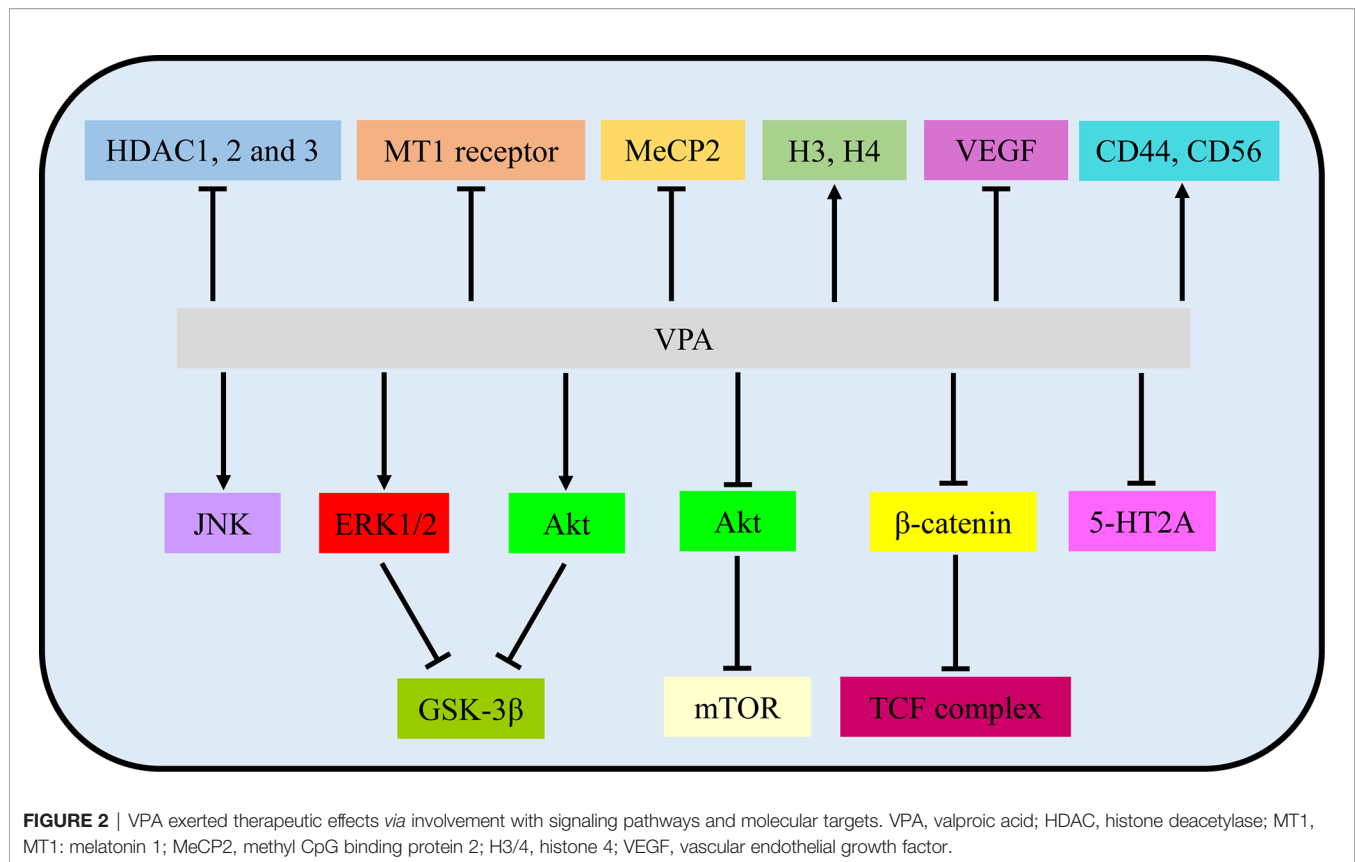 HDAC1, 2 and 3
MT1 receptor
MeCP2
H3, H4
VEGF
CD44, CD56
VPA
JNK
ERK1/2
Akt
Akt
β-catenin
5-HT2A
GSK-3β
mTOR
TCF complex
FIGURE 2 | VPA exerted therapeutic effects via involvement with signaling pathways and molecular targets. VPA, valproic acid; HDAC, histone deacetylase; MT1,
MT1: melatonin 1; MeCP2, methyl CpG binding protein 2; H3/4, histone 4; VEGF, vascular endothelial growth factor.